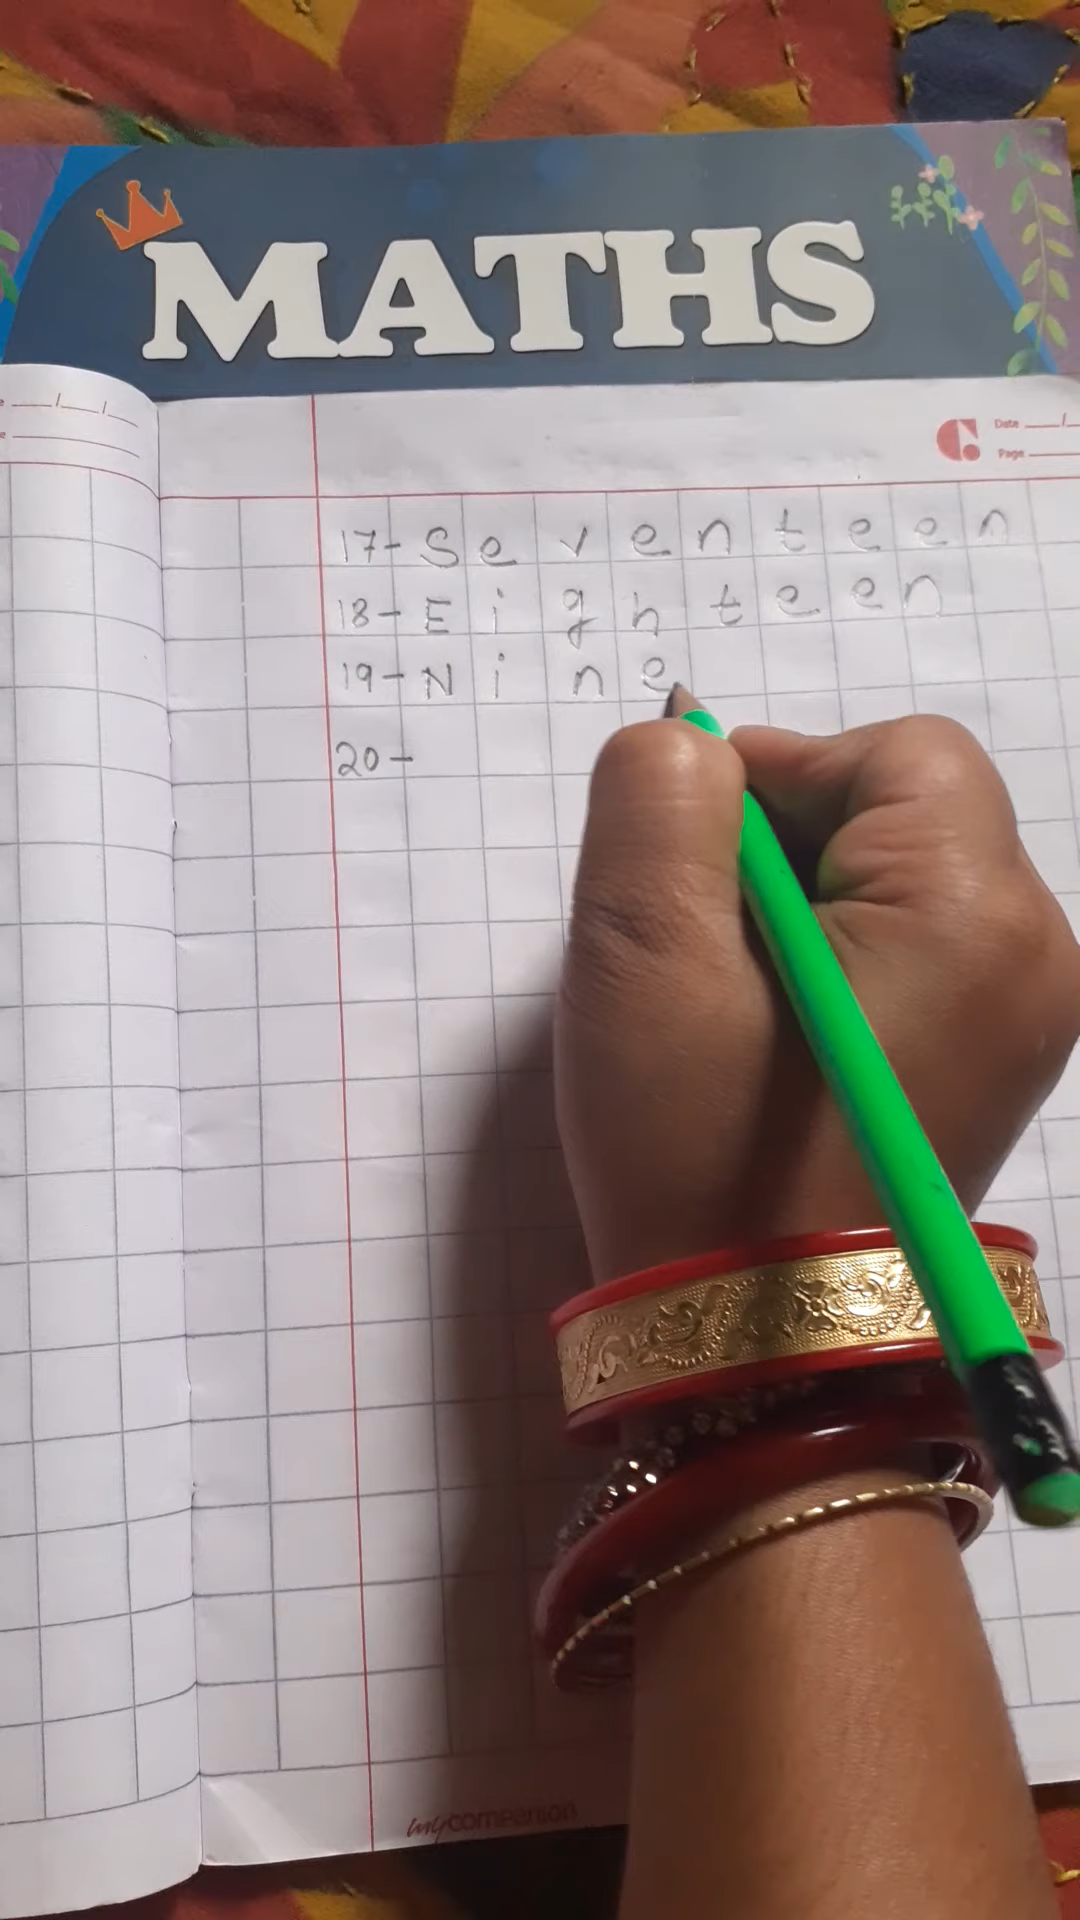 MATHS
Date
Page
17- Seventeen
18- Eighteen
19- Nine
20-
mycompanion